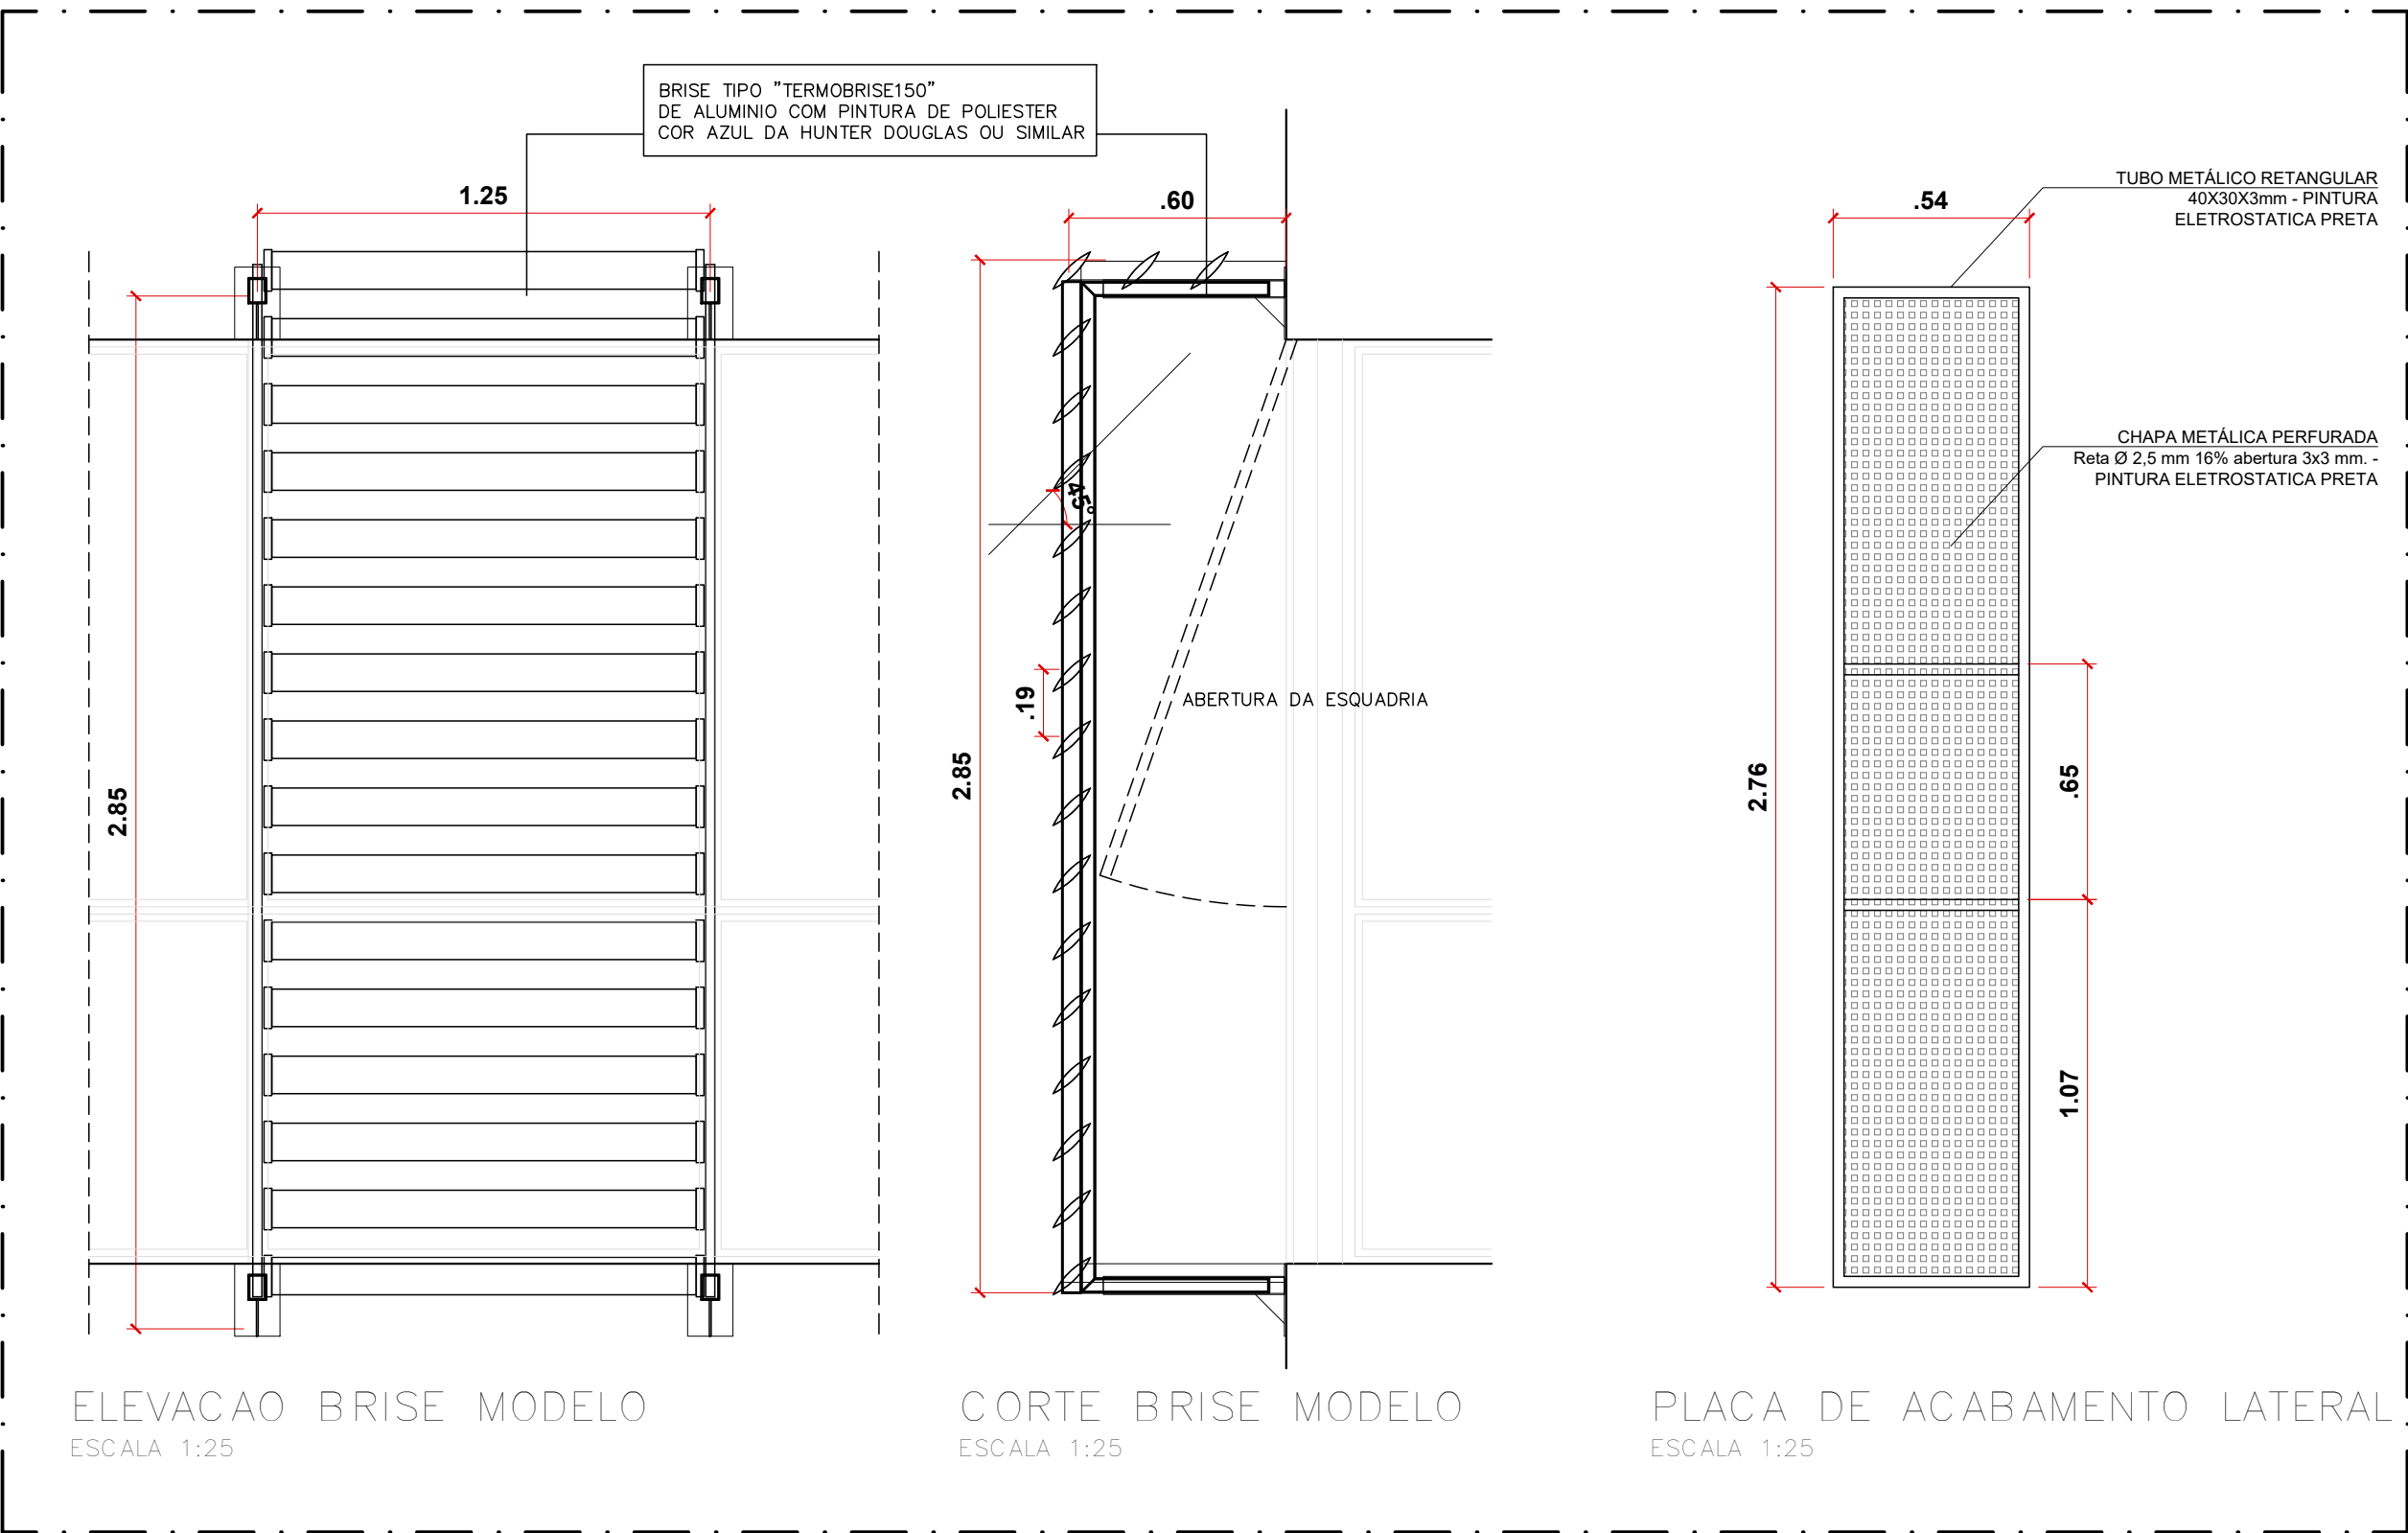 BRISE TIPO "TERMOBRISE150"
DE ALUMINIO COM PINTURA DE POLIESTER
COR AZUL DA HUNTER DOUGLAS OU SIMILAR
1.25
2.85
.60
45°
.19
2.85
ABERTURA DA ESQUADRIA
.54
TUBO METÁLICO RETANGULAR
40X30X3mm - PINTURA
ELETROSTATICA PRETA
CHAPA METÁLICA PERFURADA
Reta Ø 2,5 mm 16% abertura 3x3 mm. -
PINTURA ELETROSTATICA PRETA
2.76
.65
1.07
ELEVACAO BRISE MODELO
ESCALA 1:25
CORTE BRISE MODELO
ESCALA 1:25
PLACA DE ACABAMENTO LATERAL
ESCALA 1:25